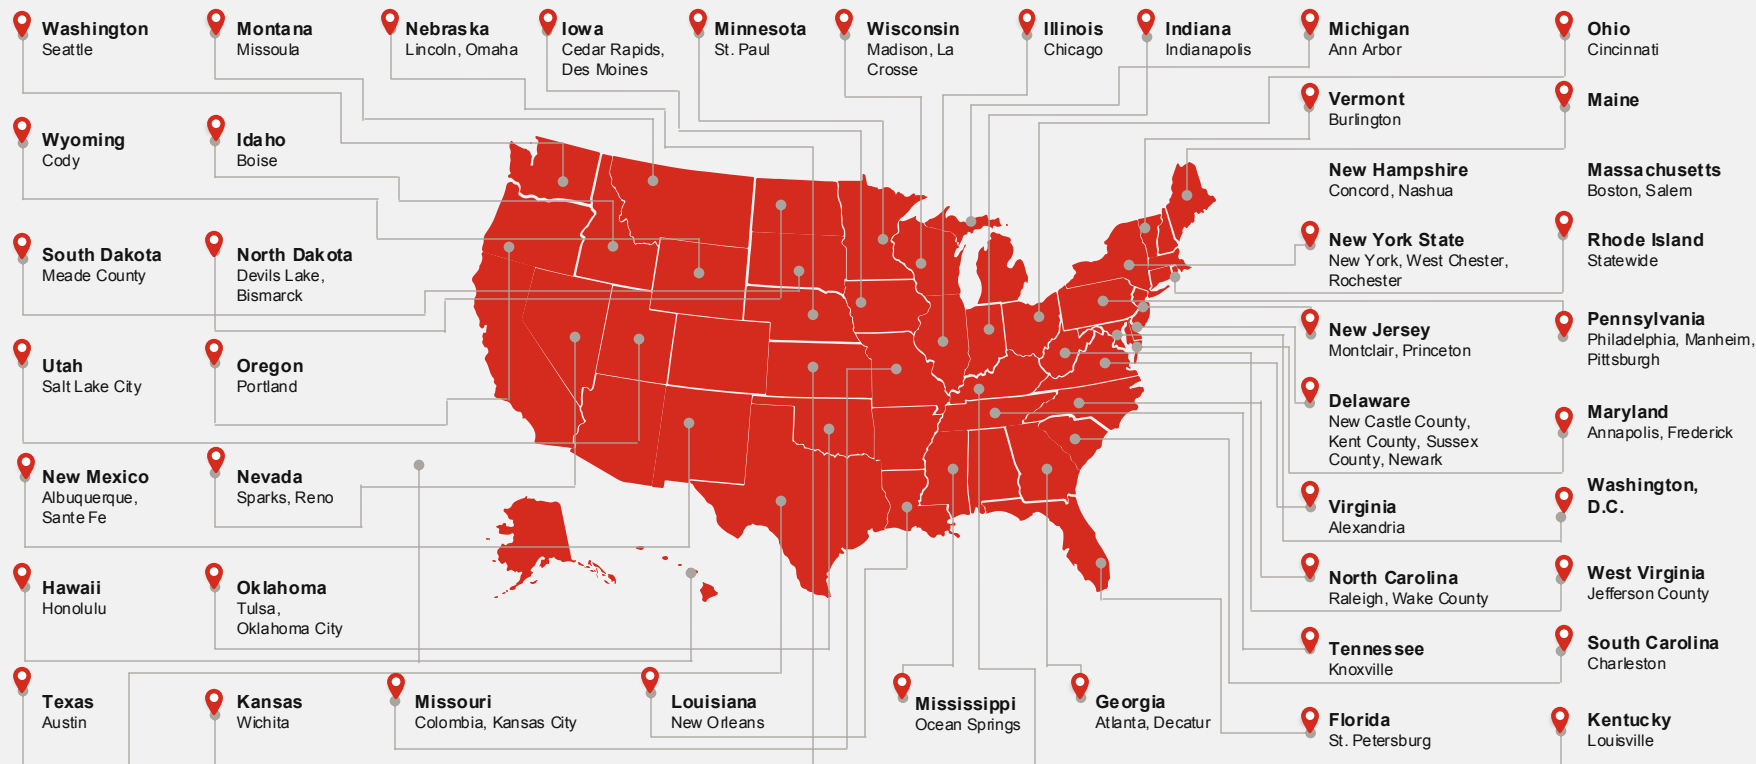 Washington
Seattle
Montana
Missoula
Nebraska
Lincoln, Omaha
Iowa
Cedar Rapids,
Des Moines
Minnesota
St. Paul
Wisconsin
Madison, La
Crosse
Illinois
Chicago
Indiana
Indianapolis
Michigan
Ann Arbor
Ohio
Cincinnati
Vermont
Burlington
Maine
Wyoming
Cody
Idaho
Boise
New Hampshire
Concord, Nashua
Massachusetts
Boston, Salem
South Dakota
Meade County
North Dakota
Devils Lake,
Bismarck
New York State
New York, West Chester,
Rochester
Rhode Island
Statewide
New Jersey
Montclair, Princeton
Pennsylvania
Philadelphia, Manheim,
Pittsburgh
Utah
Salt Lake City
Oregon
Portland
Delaware
New Castle County,
Kent County, Sussex
County, Newark
Maryland
Annapolis, Frederick
New Mexico
Albuquerque,
Sante Fe
Nevada
Sparks, Reno
Virginia
Alexandria
Washington,
D.C.
Hawaii
Honolulu
Oklahoma
Tulsa,
Oklahoma City
North Carolina
Raleigh, Wake County
West Virginia
Jefferson County
Tennessee
Knoxville
South Carolina
Charleston
Texas
Austin
Kansas
Wichita
Missouri
Colombia, Kansas City
Louisiana
New Orleans
Mississippi
Ocean Springs
Georgia
Atlanta, Decatur
Florida
St. Petersburg
Kentucky
Louisville